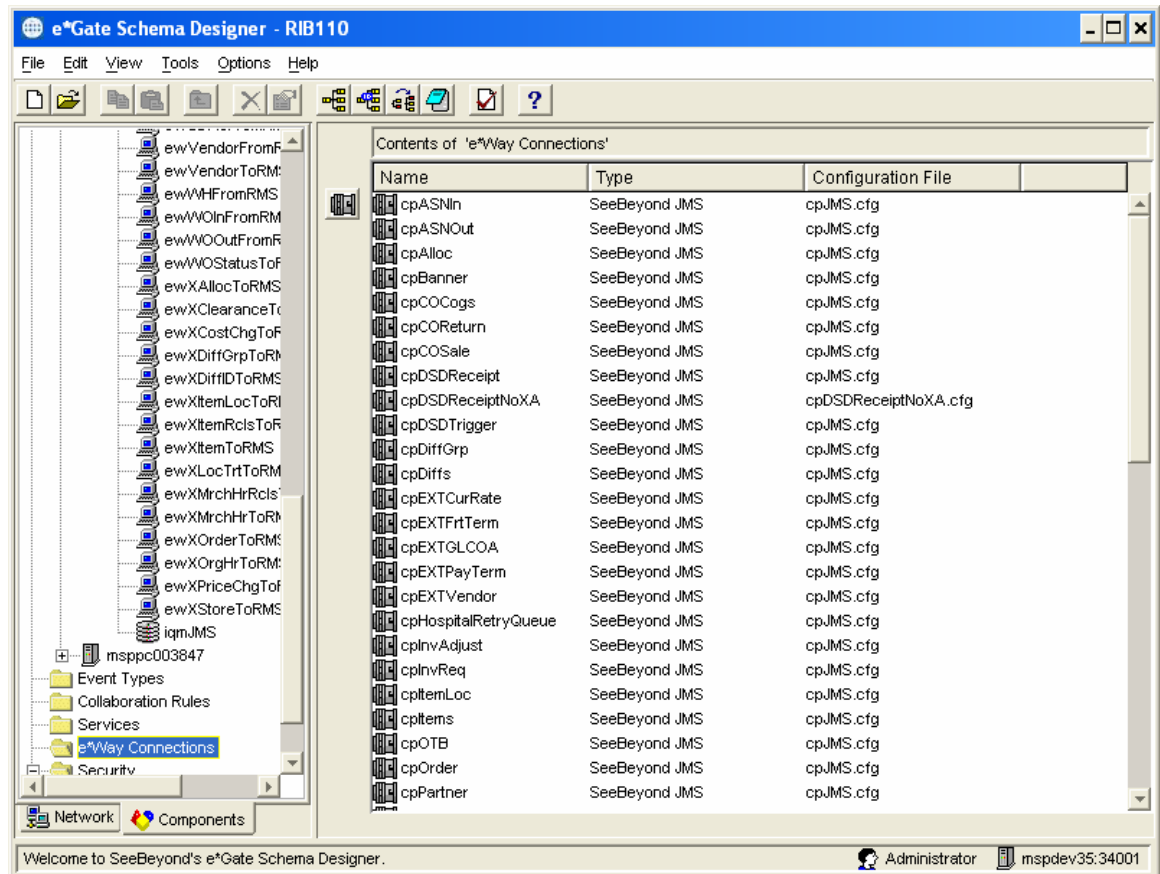 e*Gate Schema Designer - RIB110
File Edit View Tools Options Help
Contents of 'e*Way Connections'
Name Type Configuration File
ewVendorFromR
ewVendorToRMS
ewWHFromRMS
ewWOInFromRM
ewWOOutFromR
ewWOStatusToR
ewXAllocToRMS
ewXClearanceTo
ewXCostChgToR
ewXDiffGrpToRM
ewXDiffIDToRMS
ewXItemLocToRI
ewXItemRclsToR
ewXItemToRMS
ewXLocTrtToRM
ewXMrchHrRcls
ewXMrchHrToRM
ewXOrderToRMS
ewXOrgHrToRMS
ewXPriceChgToR
ewXStoreToRMS
iqmJMS
msppc003847
Event Types
Collaboration Rules
Services
e*Way Connections
Security
Network Components
cpASNIn SeeBeyond JMS cpJMS.cfg
cpASNOut SeeBeyond JMS cpJMS.cfg
cpAlloc SeeBeyond JMS cpJMS.cfg
cpBanner SeeBeyond JMS cpJMS.cfg
cpCOCogs SeeBeyond JMS cpJMS.cfg
cpCOReturn SeeBeyond JMS cpJMS.cfg
cpCOSale SeeBeyond JMS cpJMS.cfg
cpDSDReceipt SeeBeyond JMS cpJMS.cfg
cpDSDReceiptNoXA SeeBeyond JMS cpDSDReceiptNoXA.cfg
cpDSDTrigger SeeBeyond JMS cpJMS.cfg
cpDiffGrp SeeBeyond JMS cpJMS.cfg
cpDiffs SeeBeyond JMS cpJMS.cfg
cpEXTCurRate SeeBeyond JMS cpJMS.cfg
cpEXTFrtTerm SeeBeyond JMS cpJMS.cfg
cpEXTGLCOA SeeBeyond JMS cpJMS.cfg
cpEXTPayTerm SeeBeyond JMS cpJMS.cfg
cpEXTVendor SeeBeyond JMS cpJMS.cfg
cpHospitalRetryQueue SeeBeyond JMS cpJMS.cfg
cpInvAdjust SeeBeyond JMS cpJMS.cfg
cpInvReq SeeBeyond JMS cpJMS.cfg
cpItemLoc SeeBeyond JMS cpJMS.cfg
cpItems SeeBeyond JMS cpJMS.cfg
cpOTB SeeBeyond JMS cpJMS.cfg
cpOrder SeeBeyond JMS cpJMS.cfg
cpPartner SeeBeyond JMS cpJMS.cfg
Welcome to SeeBeyond's e*Gate Schema Designer. Administrator mspdev35:34001